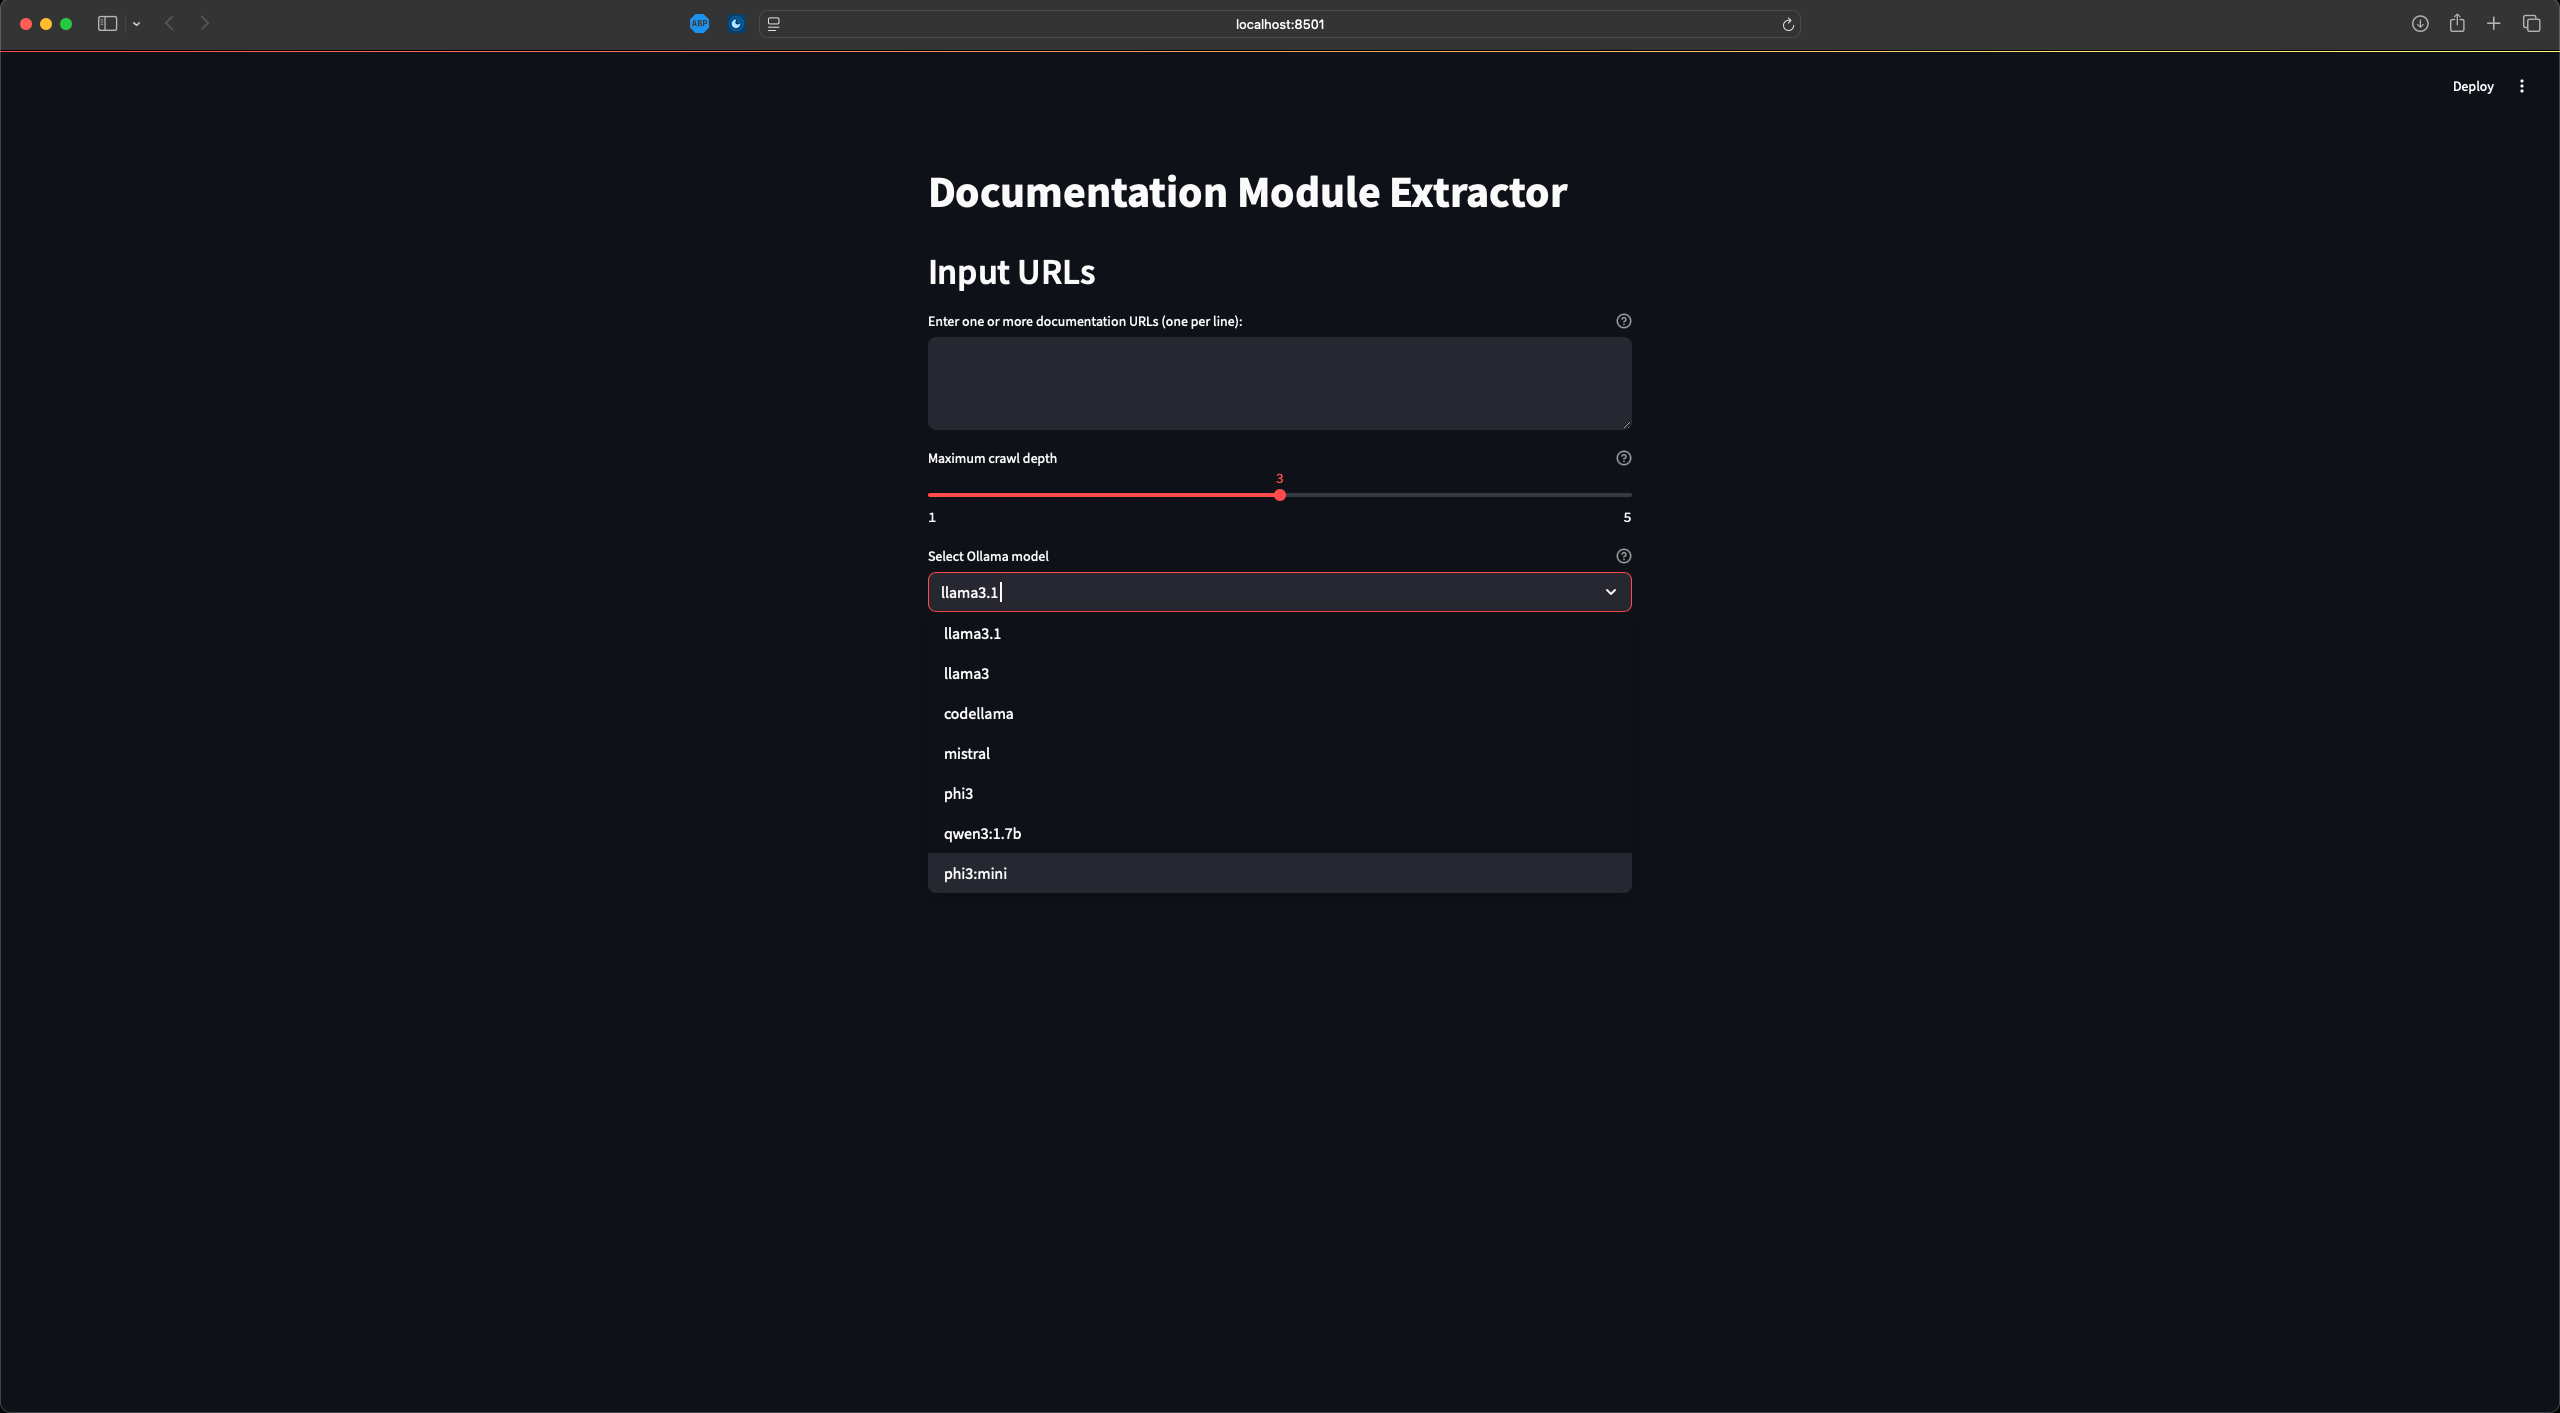 ABP
localhost:8501
Deploy
Documentation Module Extractor
Input URLs
Enter one or more documentation URLs (one per line):
Maximum crawl depth
3
1 5
Select Ollama model
llama3.1
llama3.1
llama3
codellama
mistral
phi3
qwen3:1.7b
phi3:mini